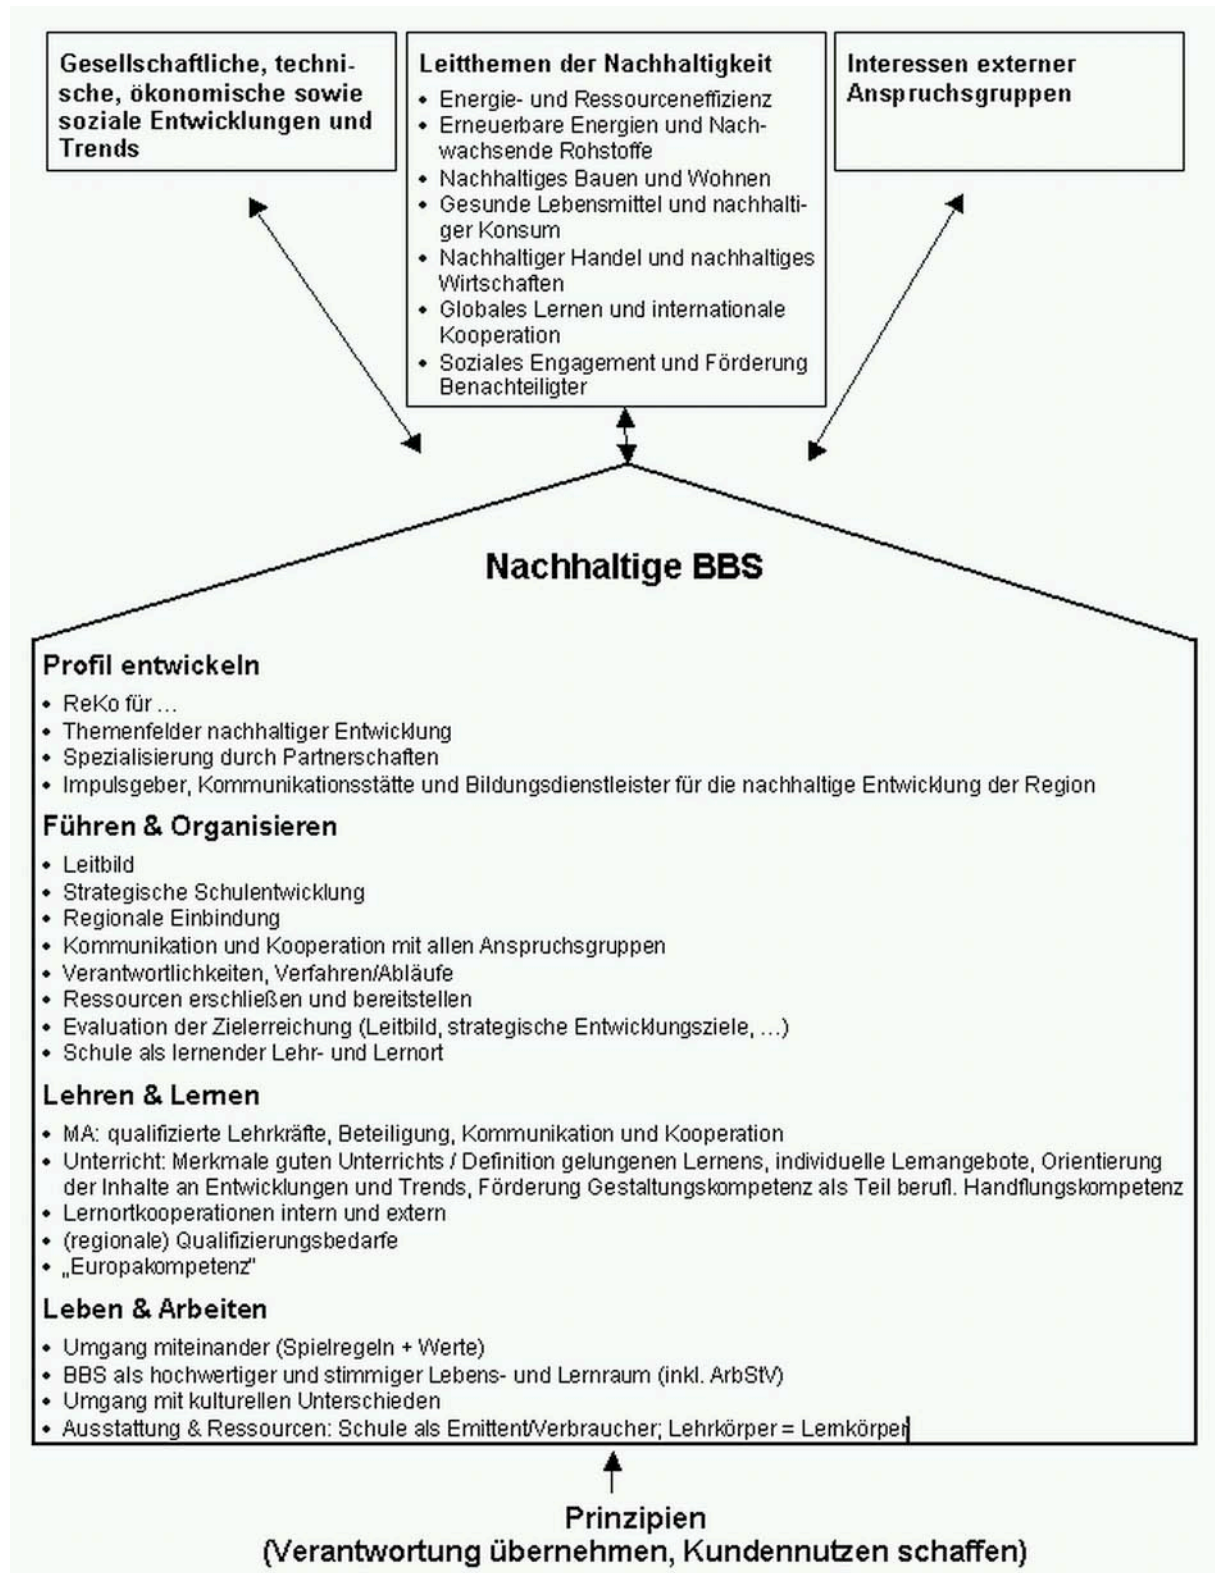 Gesellschaftliche, techni-
sche, ökonomische sowie
soziale Entwicklungen und
Trends
Leitthemen der Nachhaltigkeit
• Energie- und Ressourceneffizienz
• Erneuerbare Energien und Nach-
wachsende Rohstoffe
• Nachhaltiges Bauen und Wohnen
• Gesunde Lebensmittel und nachhalti-
ger Konsum
• Nachhaltiger Handel und nachhaltiges
Wirtschaften
• Globales Lernen und internationale
Kooperation
• Soziales Engagement und Förderung
Benachteiligter
Interessen externer
Anspruchsgruppen
Nachhaltige BBS
Profil entwickeln
• ReKo für ...
• Themenfelder nachhaltiger Entwicklung
• Spezialisierung durch Partnerschaften
• Impulsgeber, Kommunikationsstätte und Bildungsdienstleister für die nachhaltige Entwicklung der Region
Führen & Organisieren
• Leitbild
• Strategische Schulentwicklung
• Regionale Einbindung
• Kommunikation und Kooperation mit allen Anspruchsgruppen
• Verantwortlichkeiten, Verfahren/Abläufe
• Ressourcen erschließen und bereitstellen
• Evaluation der Zielerreichung (Leitbild, strategische Entwicklungsziele, ...)
• Schule als lernender Lehr- und Lernort
Lehren & Lernen
• MA: qualifizierte Lehrkräfte, Beteiligung, Kommunikation und Kooperation
• Unterricht: Merkmale guten Unterrichts / Definition gelungenen Lernens, individuelle Lernangebote, Orientierung
der Inhalte an Entwicklungen und Trends, Förderung Gestaltungskompetenz als Teil berufl. Handflungskompetenz
• Lernortkooperationen intern und extern
• (regionale) Qualifizierungsbedarfe
• „Europakompetenz"
Leben & Arbeiten
• Umgang miteinander (Spielregeln + Werte)
• BBS als hochwertiger und stimmiger Lebens- und Lernraum (inkl. ArbStV)
• Umgang mit kulturellen Unterschieden
• Ausstattung & Ressourcen: Schule als Emittent/Verbraucher; Lehrkörper = Lernkörper
Prinzipien
(Verantwortung übernehmen, Kundennutzen schaffen)